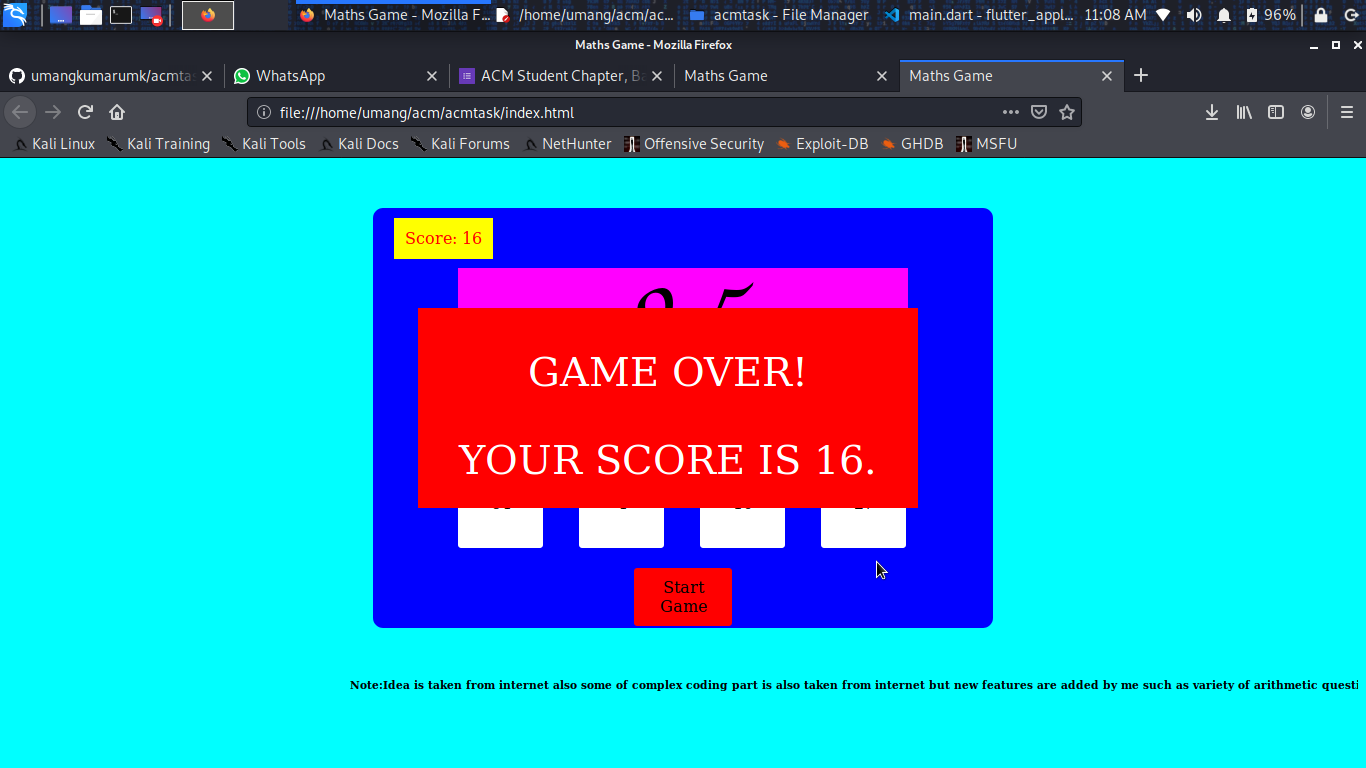 Maths Game - Mozilla F... /home/umang/acm/ac... acmtask - File Manager main.dart - flutter_appl... 11:08 AM 96%
Maths Game - Mozilla Firefox
umangkumarumk/acmta WhatsApp ACM Student Chapter, B Maths Game Maths Game
file:///home/umang/acm/acmtask/index.html
Kali Linux Kali Training Kali Tools Kali Docs Kali Forums NetHunter Offensive Security Exploit-DB GHDB MSFU
Score: 16
GAME OVER!
YOUR SCORE IS 16.
Start
Game
Note:Idea is taken from internet also some of complex coding part is also taken from internet but new features are added by me such as variety of arithmetic questi